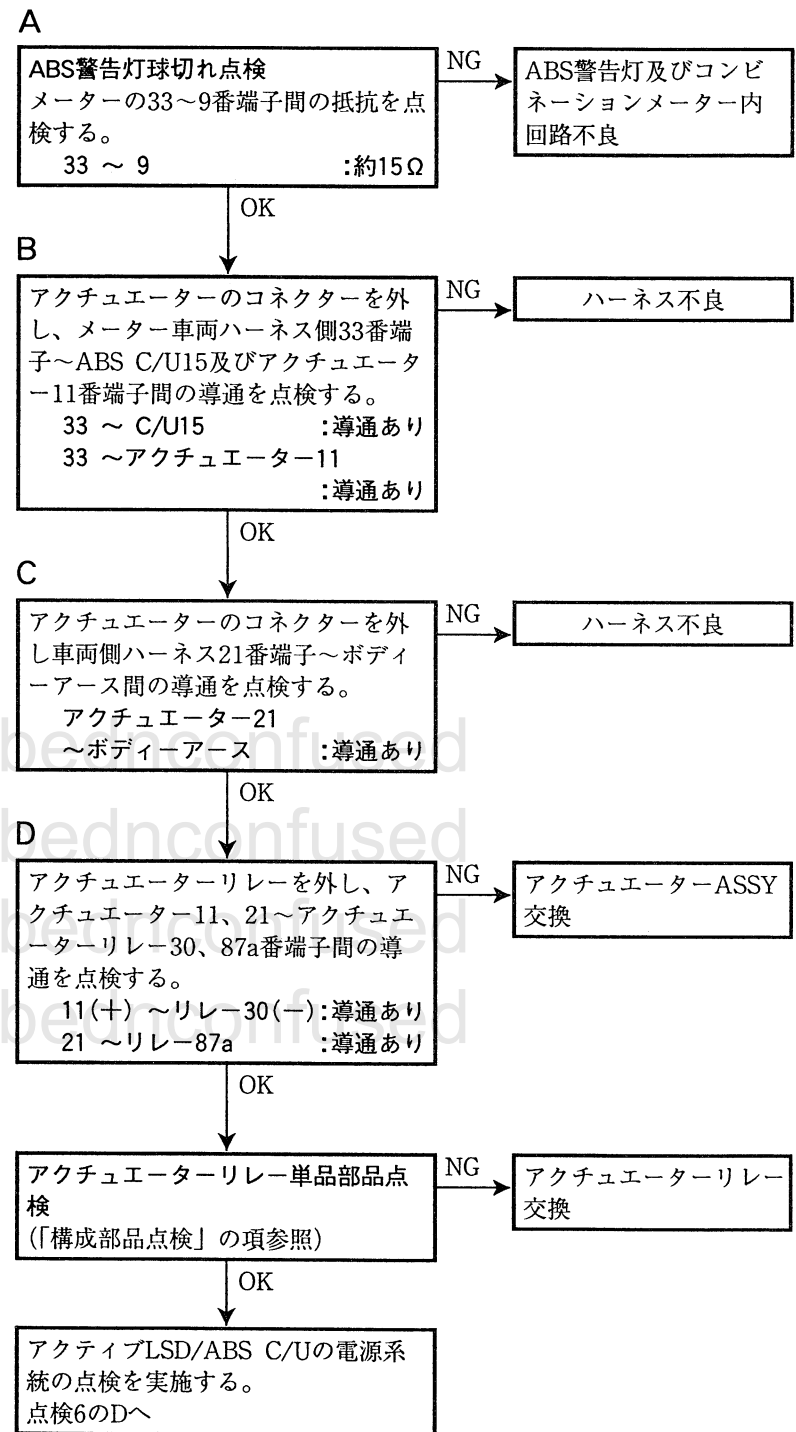 A
ABS警告灯球切れ点検
メーターの33～9番端子間の抵抗を点
検する。
33 ～ 9 :約15Ω
NG
ABS警告灯及びコンビ
ネーションメーター内
回路不良
OK
B
アクチュエーターのコネクターを外
し、メーター車両ハーネス側33番端
子～ABS C/U15及びアクチュエータ
ー11番端子間の導通を点検する。
33 ～ C/U15 :導通あり
33 ～アクチュエーター11
:導通あり
NG
ハーネス不良
OK
C
アクチュエーターのコネクターを外
し車両側ハーネス21番端子～ボディ
ーアース間の導通を点検する。
アクチュエーター21
～ボディーアース :導通あり
NG
ハーネス不良
OK
D
アクチュエーターリレーを外し、ア
クチュエーター11、21～アクチュエ
ーターリレー30、87a番端子間の導
通を点検する。
11(＋) ～リレー30(－):導通あり
21 ～リレー87a :導通あり
NG
アクチュエーターASSY
交換
OK
アクチュエーターリレー単品部品点
検
(「構成部品点検」の項参照)
NG
アクチュエーターリレー
交換
OK
アクティブLSD/ABS C/Uの電源系
統の点検を実施する。
点検6のDへ
bednconfused
bednconfused
bednconfused
bednconfused